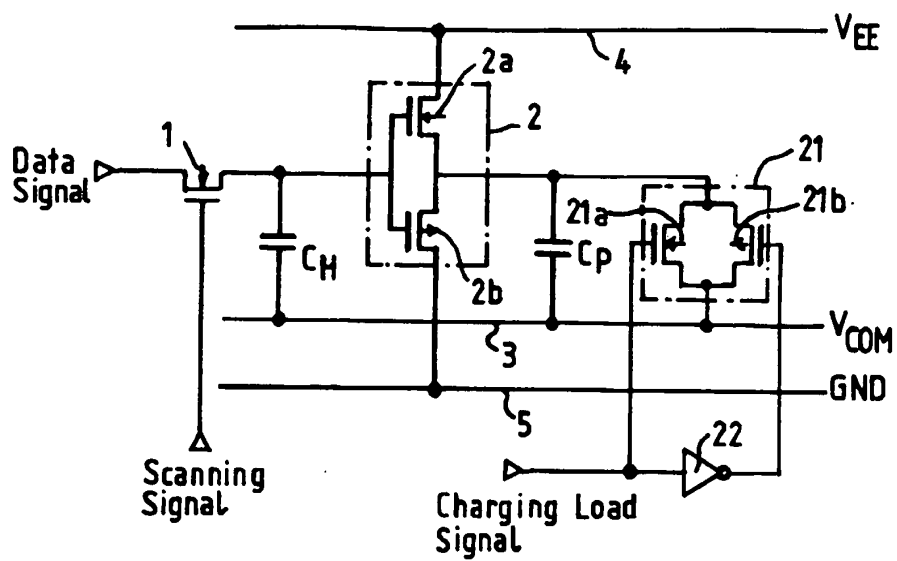 V_EE
4
2a
2
1
Data
Signal
21
21a
21b
C_H
C_P
2b
3
V_COM
5
GND
22
Scanning
Signal
Charging Load
Signal